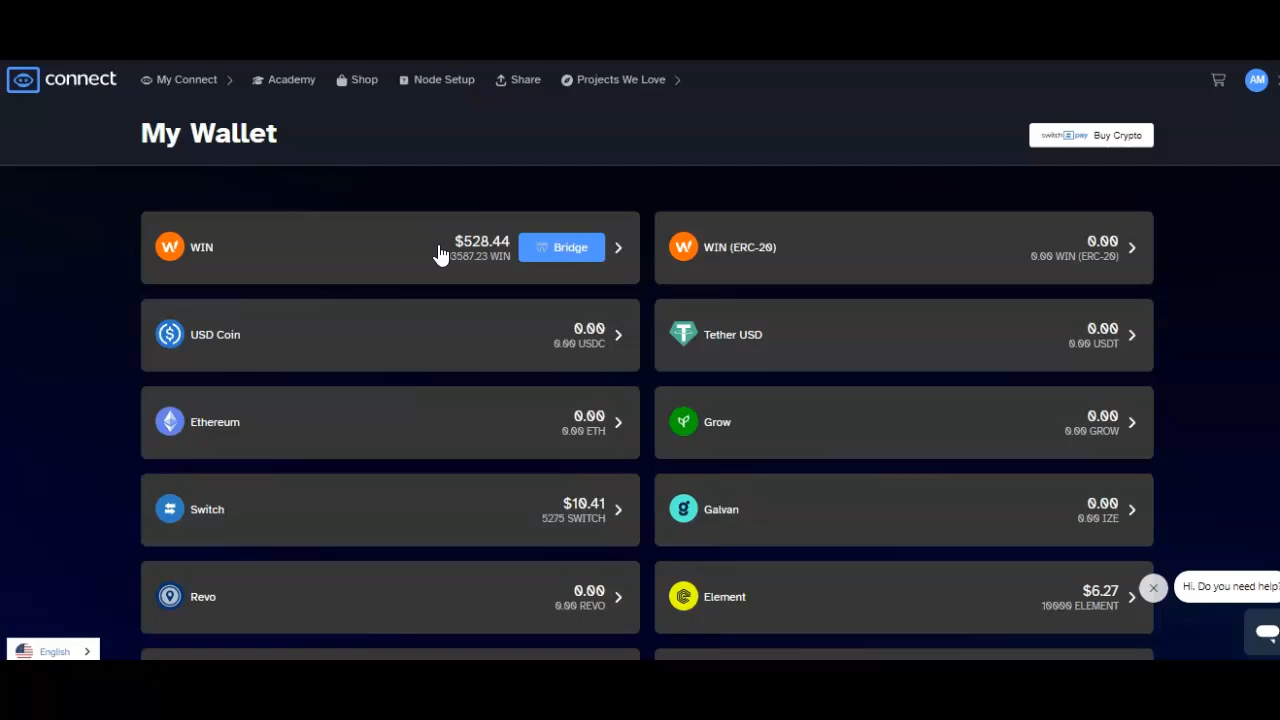 connect
My Connect
Academy
Shop
Node Setup
Share
Projects We Love
AM
My Wallet
switch pay Buy Crypto
WIN
$528.44
3587.23 WIN
Bridge
WIN (ERC-20)
0.00
0.00 WIN (ERC-20)
USD Coin
0.00
0.00 USDC
Tether USD
0.00
0.00 USDT
Ethereum
0.00
0.00 ETH
Grow
0.00
0.00 GROW
Switch
$10.41
5275 SWITCH
Galvan
0.00
0.00 IZE
Revo
0.00
0.00 REVO
Element
$6.27
10000 ELEMENT
Hi. Do you need help?
English